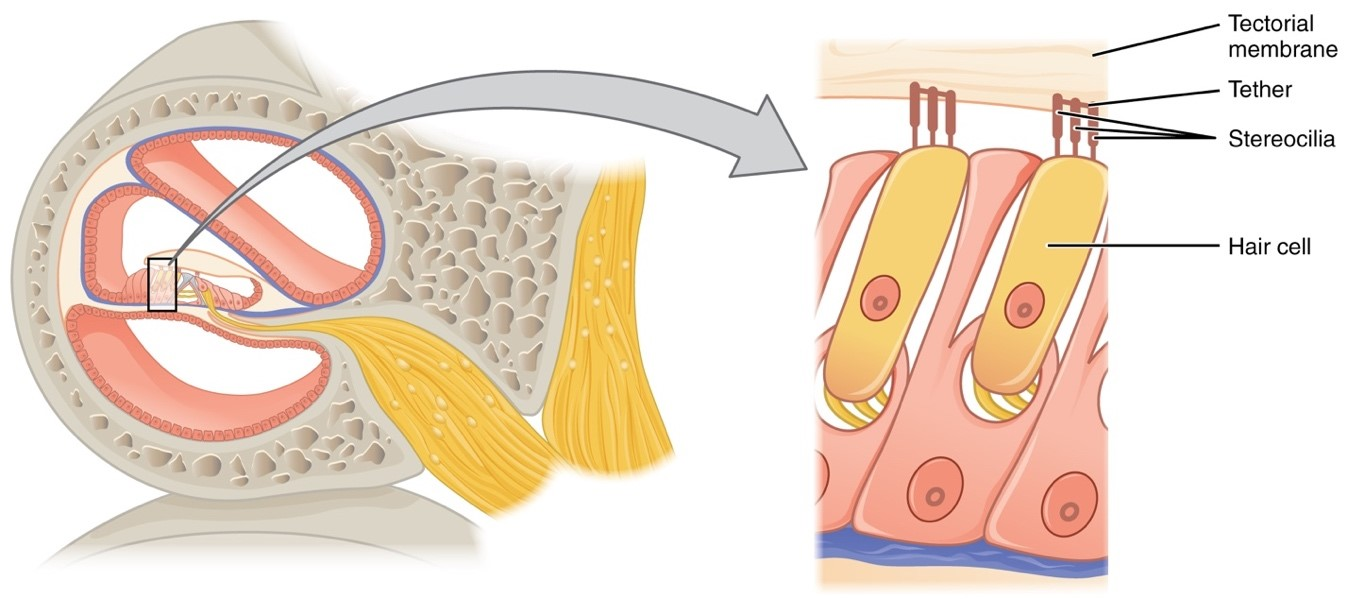 Tectorial
membrane
Tether
Stereocilia
Hair cell